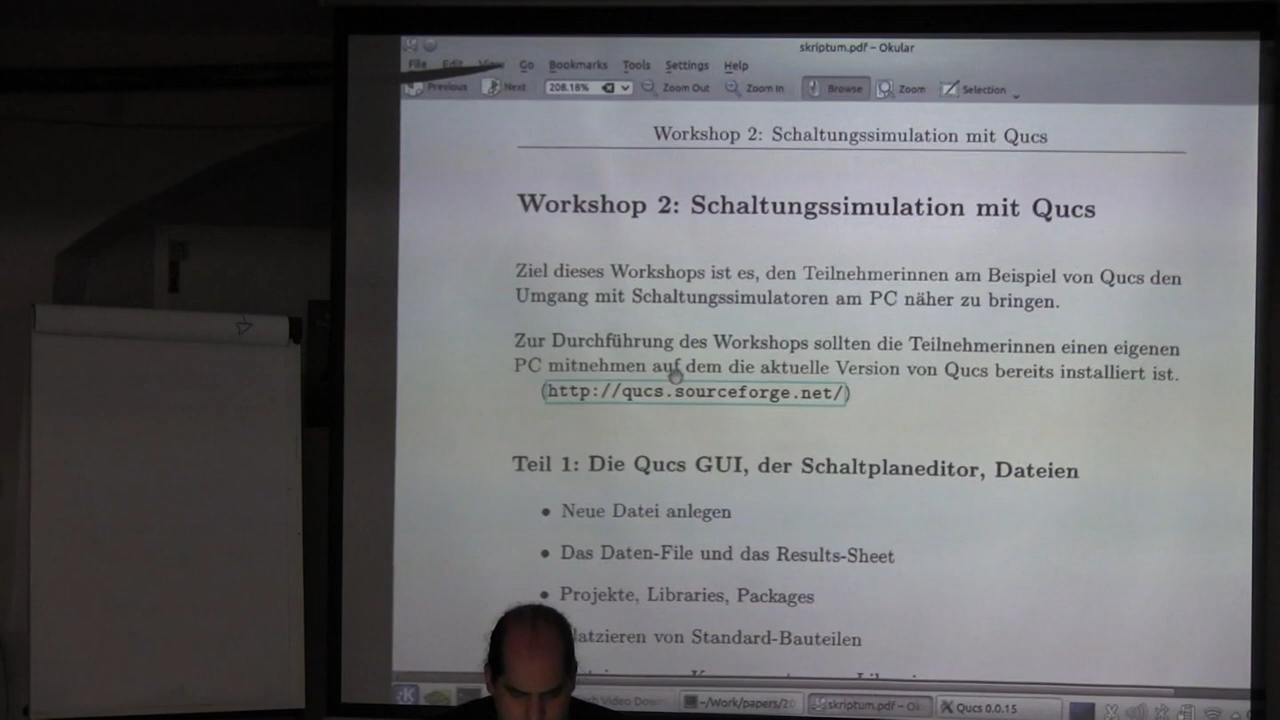 skriptum.pdf – Okular
File Edit View Go Bookmarks Tools Settings Help
Previous Next 208.18% Zoom Out Zoom In Browse Zoom Selection
Workshop 2: Schaltungssimulation mit Qucs
Workshop 2: Schaltungssimulation mit Qucs
Ziel dieses Workshops ist es, den Teilnehmerinnen am Beispiel von Qucs den
Umgang mit Schaltungssimulatoren am PC näher zu bringen.
Zur Durchführung des Workshops sollten die Teilnehmerinnen einen eigenen
PC mitnehmen auf dem die aktuelle Version von Qucs bereits installiert ist.
(http://qucs.sourceforge.net/)
Teil 1: Die Qucs GUI, der Schaltplaneditor, Dateien
• Neue Datei anlegen
• Das Daten-File und das Results-Sheet
• Projekte, Libraries, Packages
latzieren von Standard-Bauteilen
Video Dow ~/Work/papers/20 skriptum.pdf – Ok Qucs 0.0.15